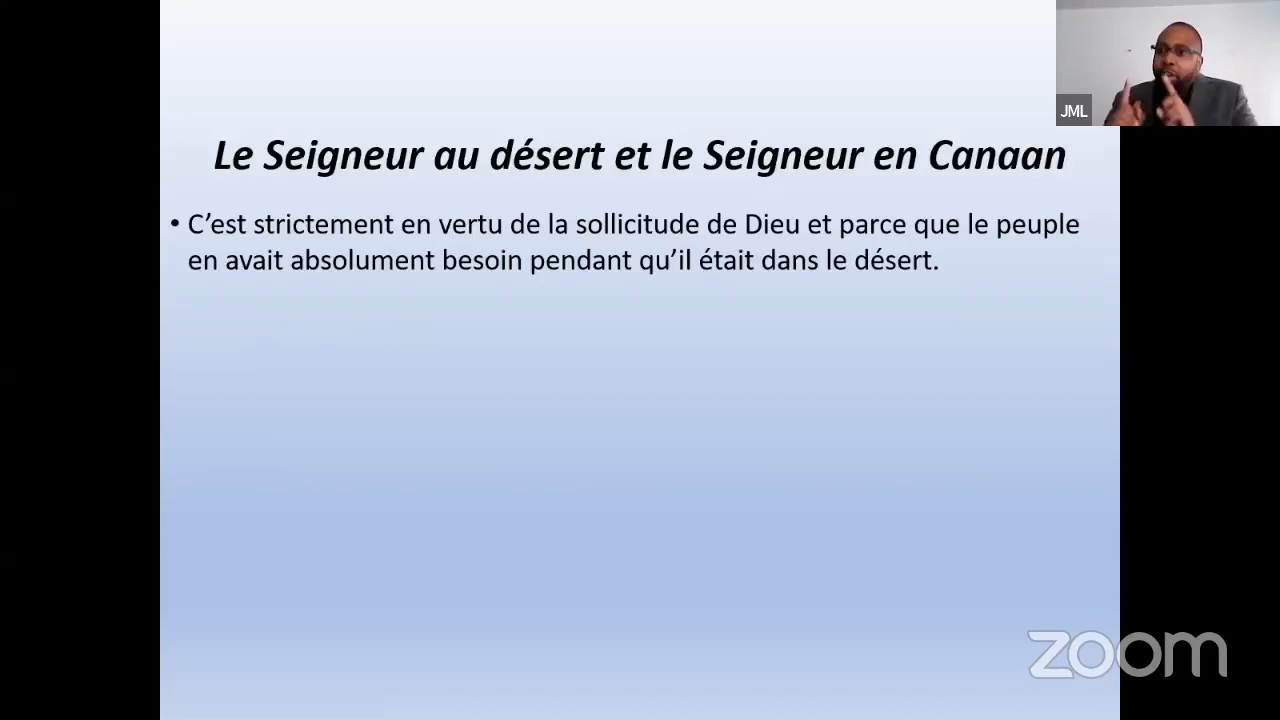 JML
Le Seigneur au désert et le Seigneur en Canaan
• C’est strictement en vertu de la sollicitude de Dieu et parce que le peuple
en avait absolument besoin pendant qu’il était dans le désert.
zoom